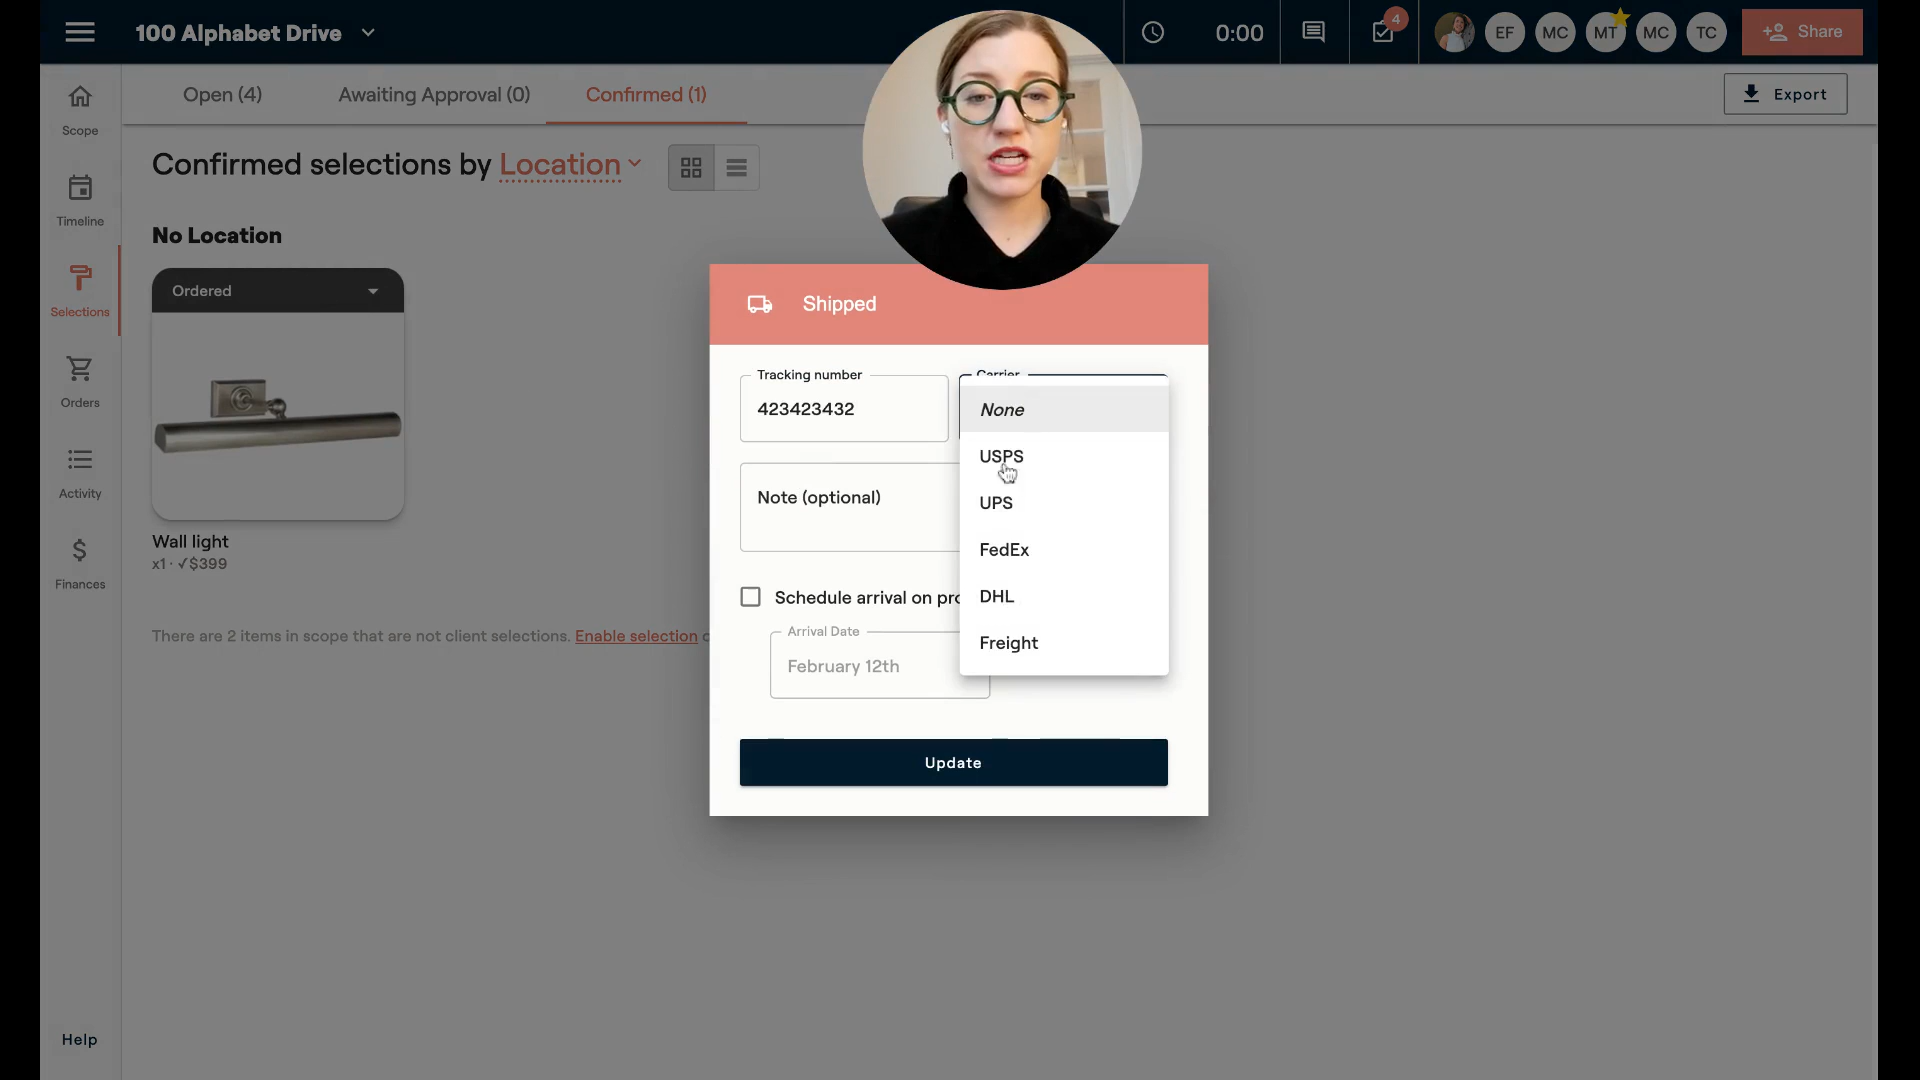 100 Alphabet Drive
0:00
4
EF
MC
MT
MC
TC
Share
Scope
Timeline
Selections
Orders
Activity
Finances
Help
Open (4)
Awaiting Approval (0)
Confirmed (1)
Export
Confirmed selections by Location
No Location
Ordered
Wall light
x1 · ✓$399
There are 2 items in scope that are not client selections. Enable selection
Shipped
Tracking number
423423432
Carrier
None
USPS
UPS
FedEx
DHL
Freight
Note (optional)
Schedule arrival on
Arrival Date
February 12th
Update